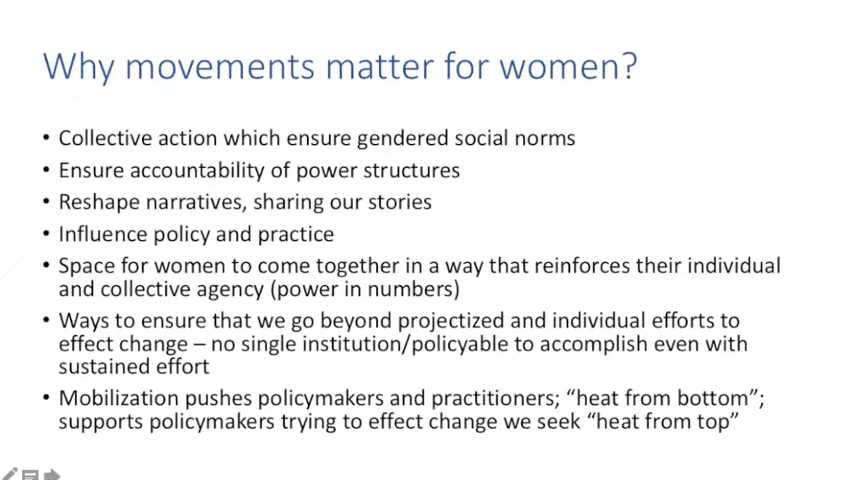 Why movements matter for women?
• Collective action which ensure gendered social norms
• Ensure accountability of power structures
• Reshape narratives, sharing our stories
• Influence policy and practice
• Space for women to come together in a way that reinforces their individual
and collective agency (power in numbers)
• Ways to ensure that we go beyond projectized and individual efforts to
effect change – no single institution/policyable to accomplish even with
sustained effort
• Mobilization pushes policymakers and practitioners; “heat from bottom”;
supports policymakers trying to effect change we seek “heat from top”